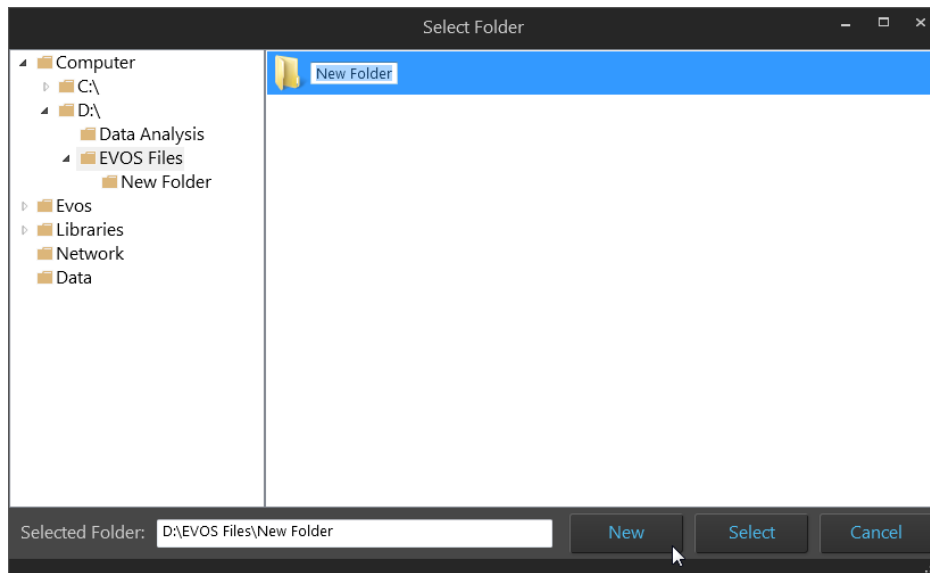 Select Folder
Computer
C:\
D:\
Data Analysis
EVOS Files
New Folder
Evos
Libraries
Network
Data
New Folder
Selected Folder: D:\EVOS Files\New Folder New Select Cancel